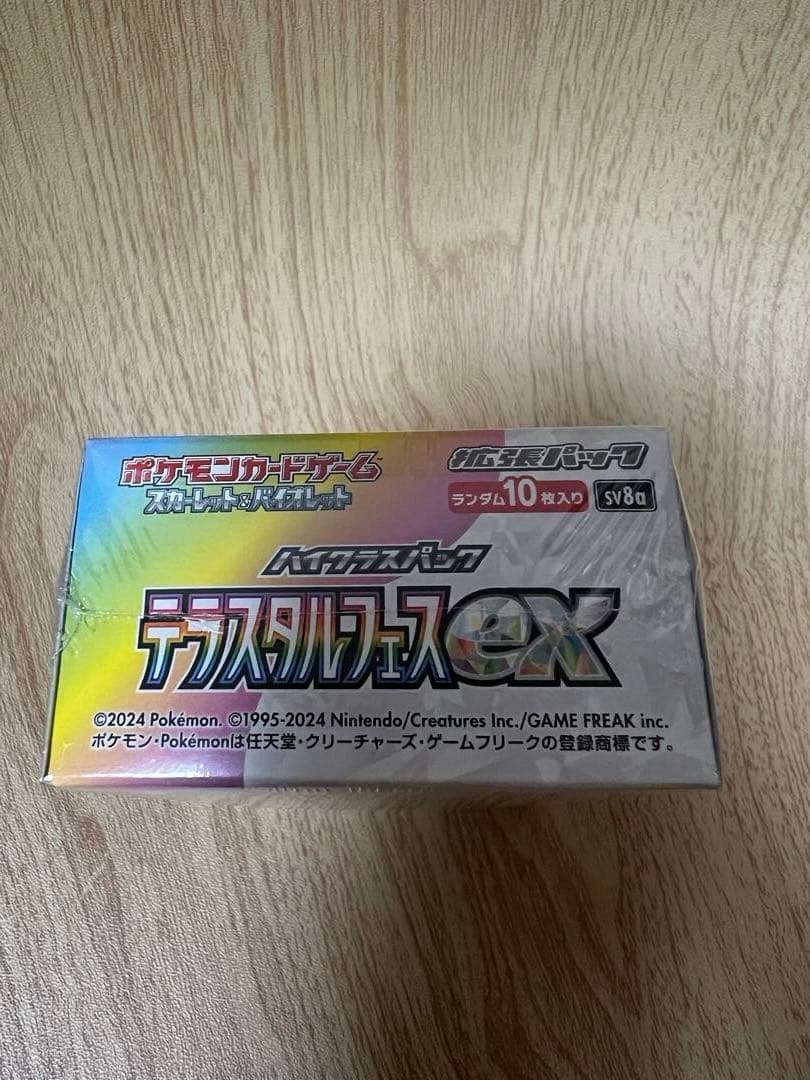 ポケモンカードゲーム
スカーレット&バイオレット
拡張パック
ランダム10枚入り
SV8a
ハイクラスパック
テラスタルフェスex
©2024 Pokémon. ©1995-2024 Nintendo/Creatures Inc./GAME FREAK inc.
ポケモン・Pokémonは任天堂・クリーチャーズ・ゲームフリークの登録商標です。